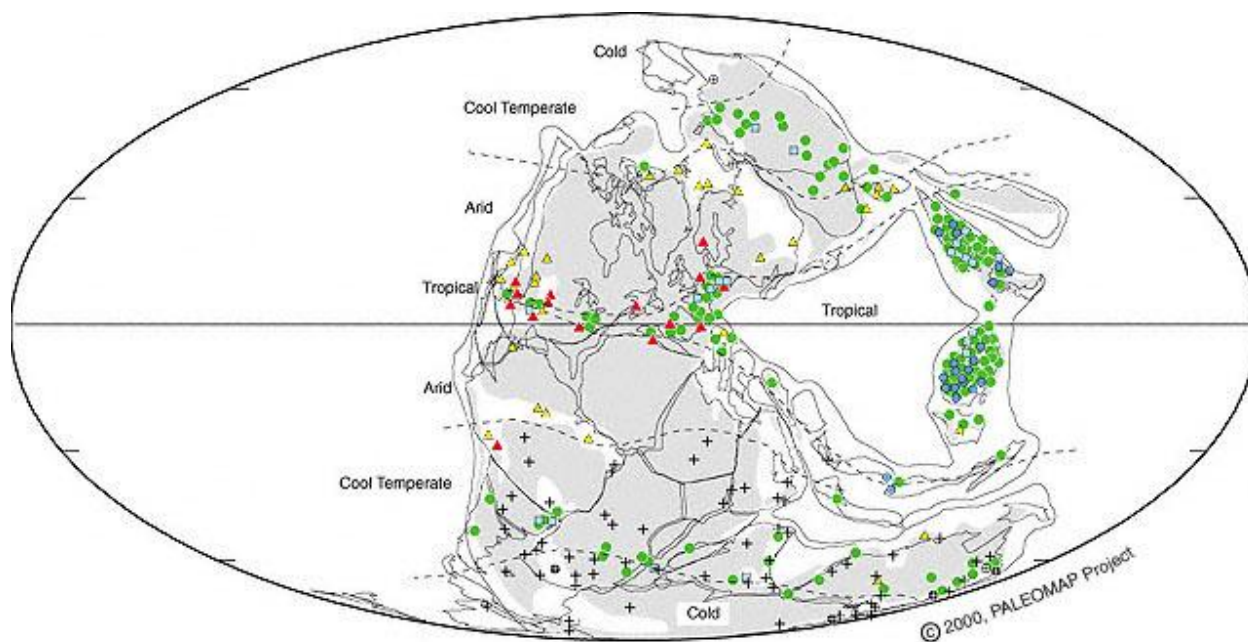 Cold
Cool Temperate
Arid
Tropical
Tropical
Arid
Cool Temperate
Cold
© 2000, PALEOMAP Project